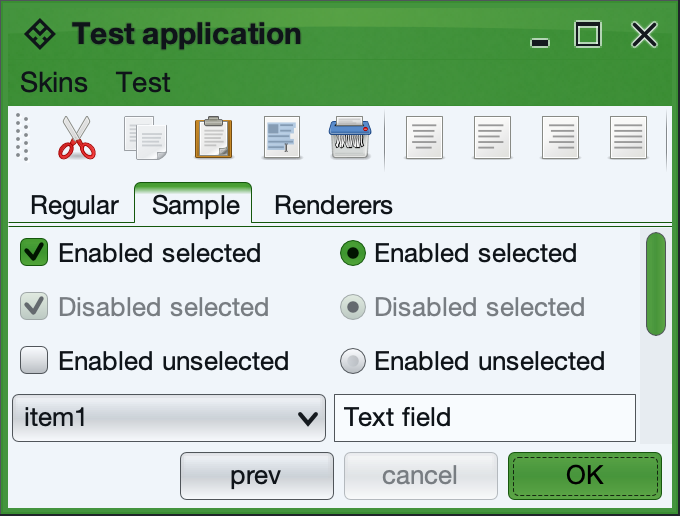 Test application
Skins Test
Regular Sample Renderers
Enabled selected Enabled selected
Disabled selected Disabled selected
Enabled unselected Enabled unselected
item1 Text field
prev cancel OK